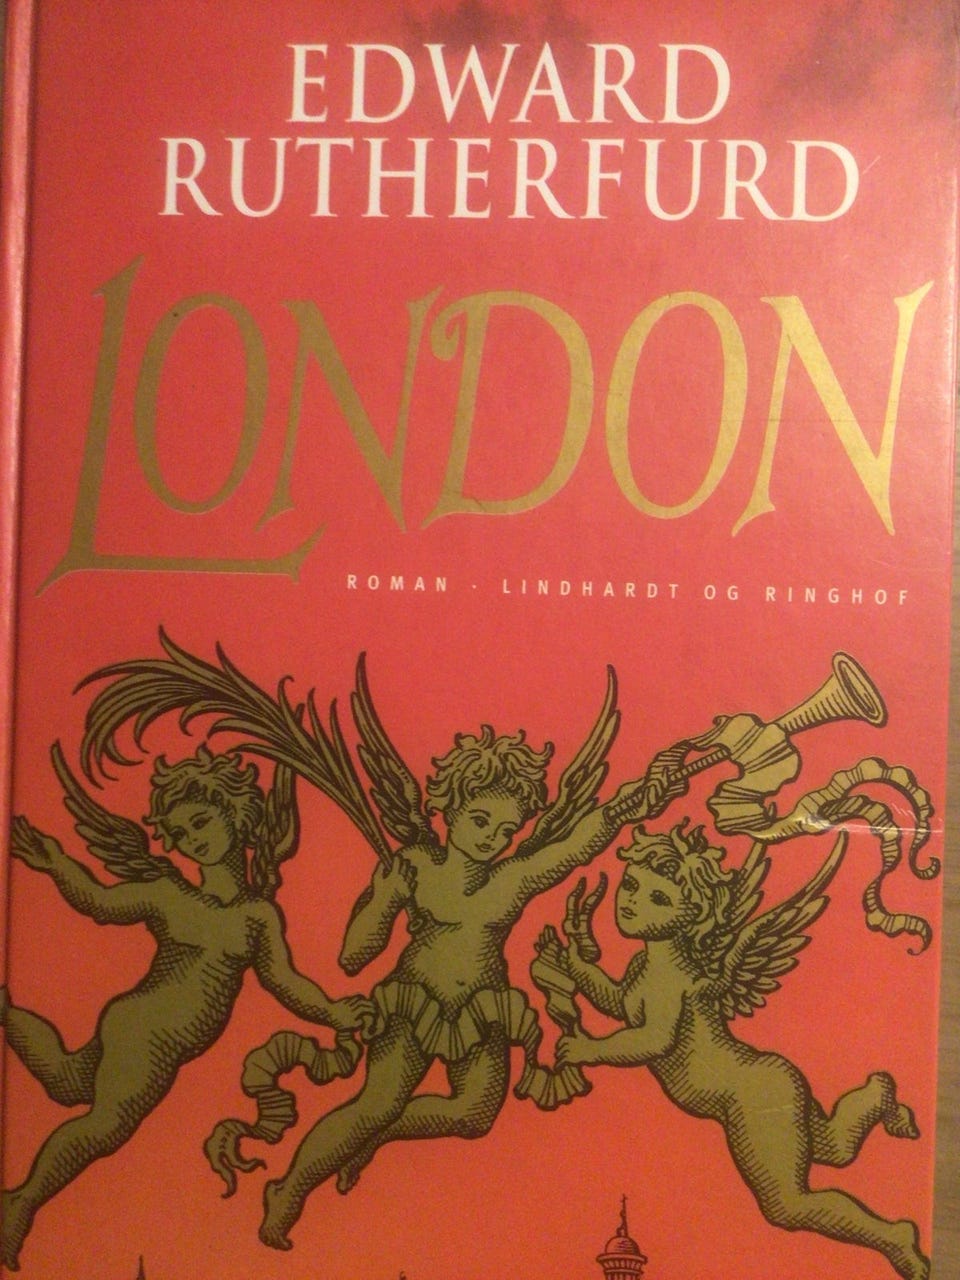 EDWARD
RUTHERFURD
LONDON
ROMAN · LINDHARDT OG RINGHOF